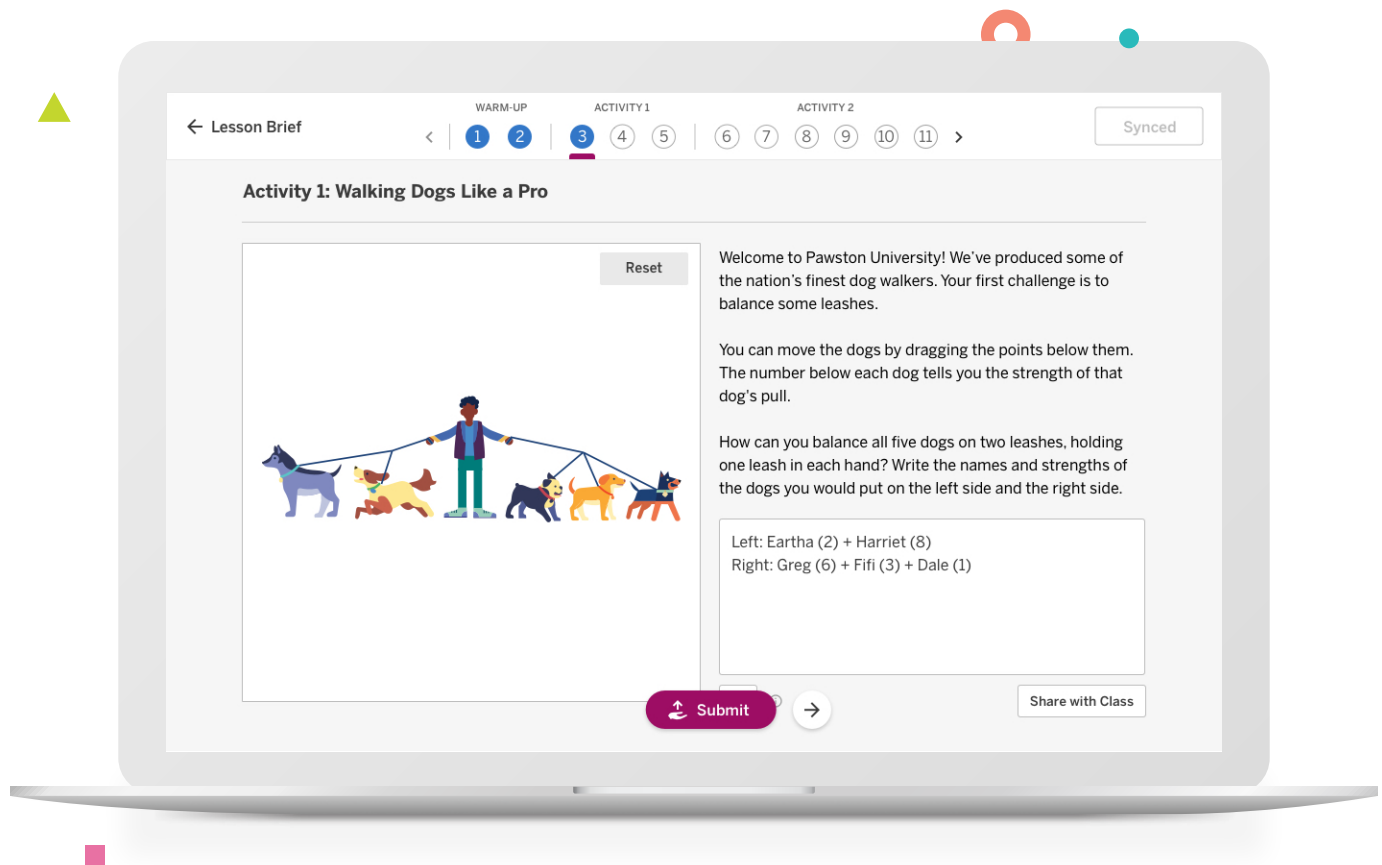 WARM-UP
ACTIVITY 1
ACTIVITY 2
← Lesson Brief
1 2 3 4 5 6 7 8 9 10 11
Synced
Activity 1: Walking Dogs Like a Pro
Reset
Welcome to Pawston University! We’ve produced some of
the nation’s finest dog walkers. Your first challenge is to
balance some leashes.
You can move the dogs by dragging the points below them.
The number below each dog tells you the strength of that
dog’s pull.
How can you balance all five dogs on two leashes, holding
one leash in each hand? Write the names and strengths of
the dogs you would put on the left side and the right side.
Left: Eartha (2) + Harriet (8)
Right: Greg (6) + Fifi (3) + Dale (1)
Submit
Share with Class